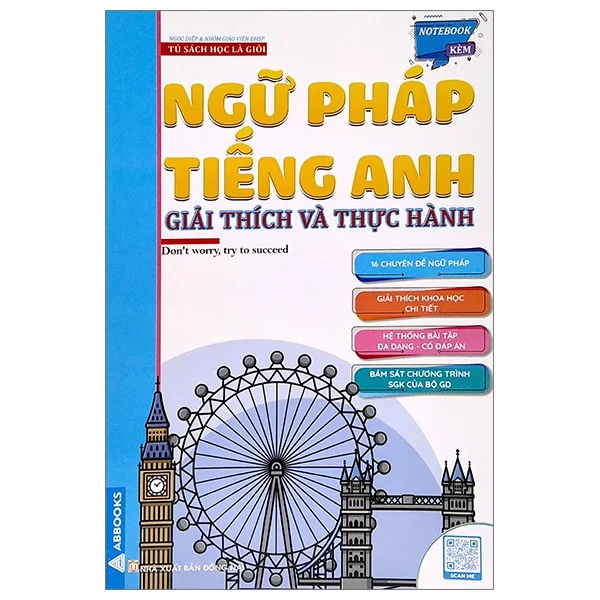 NGỌC DIỆP & NHÓM GIÁO VIÊN ĐHSP
TỦ SÁCH HỌC LÀ GIỎI
NOTEBOOK
KÈM
NGỮ PHÁP
TIẾNG ANH
GIẢI THÍCH VÀ THỰC HÀNH
Don't worry, try to succeed
16 CHUYÊN ĐỀ NGỮ PHÁP
GIẢI THÍCH KHOA HỌC
CHI TIẾT
HỆ THỐNG BÀI TẬP
ĐA DẠNG - CÓ ĐÁP ÁN
BÁM SÁT CHƯƠNG TRÌNH
SGK CỦA BỘ GD
ABBOOKS
NHÀ XUẤT BẢN ĐỒNG NAI
SCAN ME